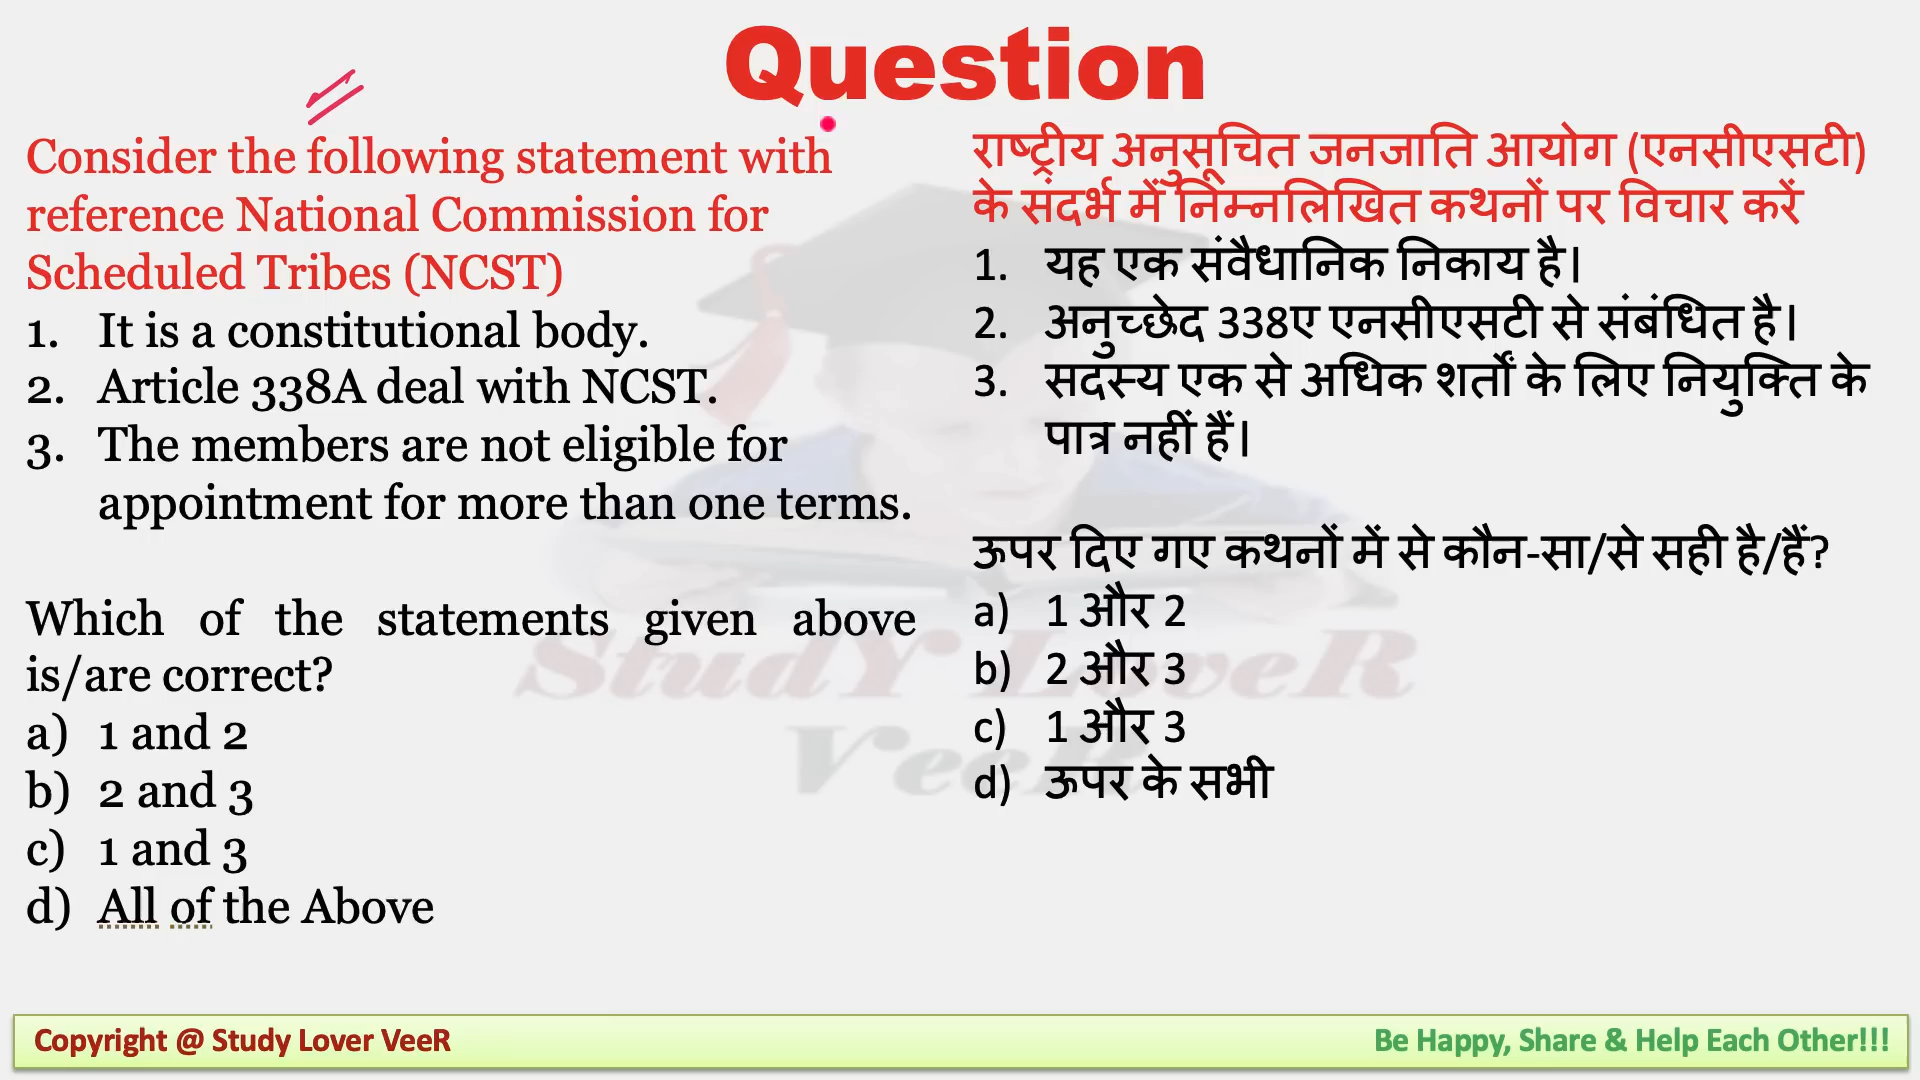 Question
Consider the following statement with
reference National Commission for
Scheduled Tribes (NCST)
1. It is a constitutional body.
2. Article 338A deal with NCST.
3. The members are not eligible for
appointment for more than one terms.
Which of the statements given above
is/are correct?
a) 1 and 2
b) 2 and 3
c) 1 and 3
d) All of the Above
राष्ट्रीय अनुसूचित जनजाति आयोग (एनसीएसटी)
के संदर्भ में निम्नलिखित कथनों पर विचार करें
1. यह एक संवैधानिक निकाय है।
2. अनुच्छेद 338ए एनसीएसटी से संबंधित है।
3. सदस्य एक से अधिक शर्तों के लिए नियुक्ति के
पात्र नहीं हैं।
ऊपर दिए गए कथनों में से कौन-सा/से सही है/हैं?
a) 1 और 2
b) 2 और 3
c) 1 और 3
d) ऊपर के सभी
StudY LoveR
VeeR
Copyright @ Study Lover VeeR
Be Happy, Share & Help Each Other!!!